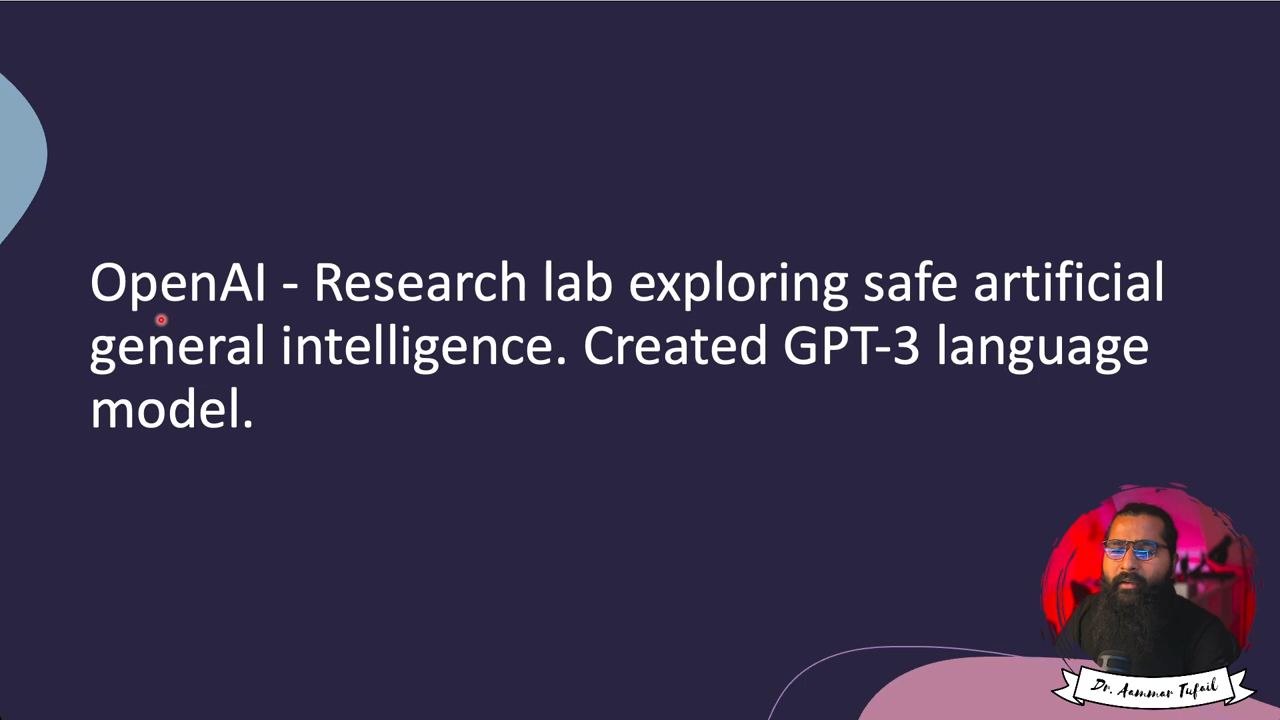 OpenAI - Research lab exploring safe artificial
general intelligence. Created GPT-3 language
model.
Dr. Aammar Tufail